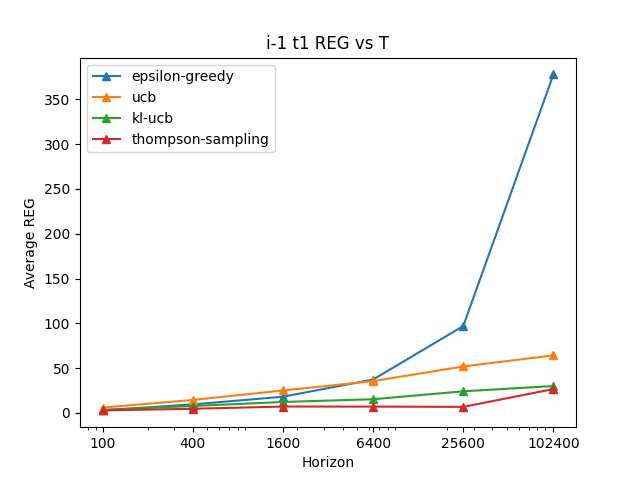 i-1 t1 REG vs T
epsilon-greedy
ucb
kl-ucb
thompson-sampling
Average REG
350
300
250
200
150
100
50
0
100 400 1600 6400 25600 102400
Horizon